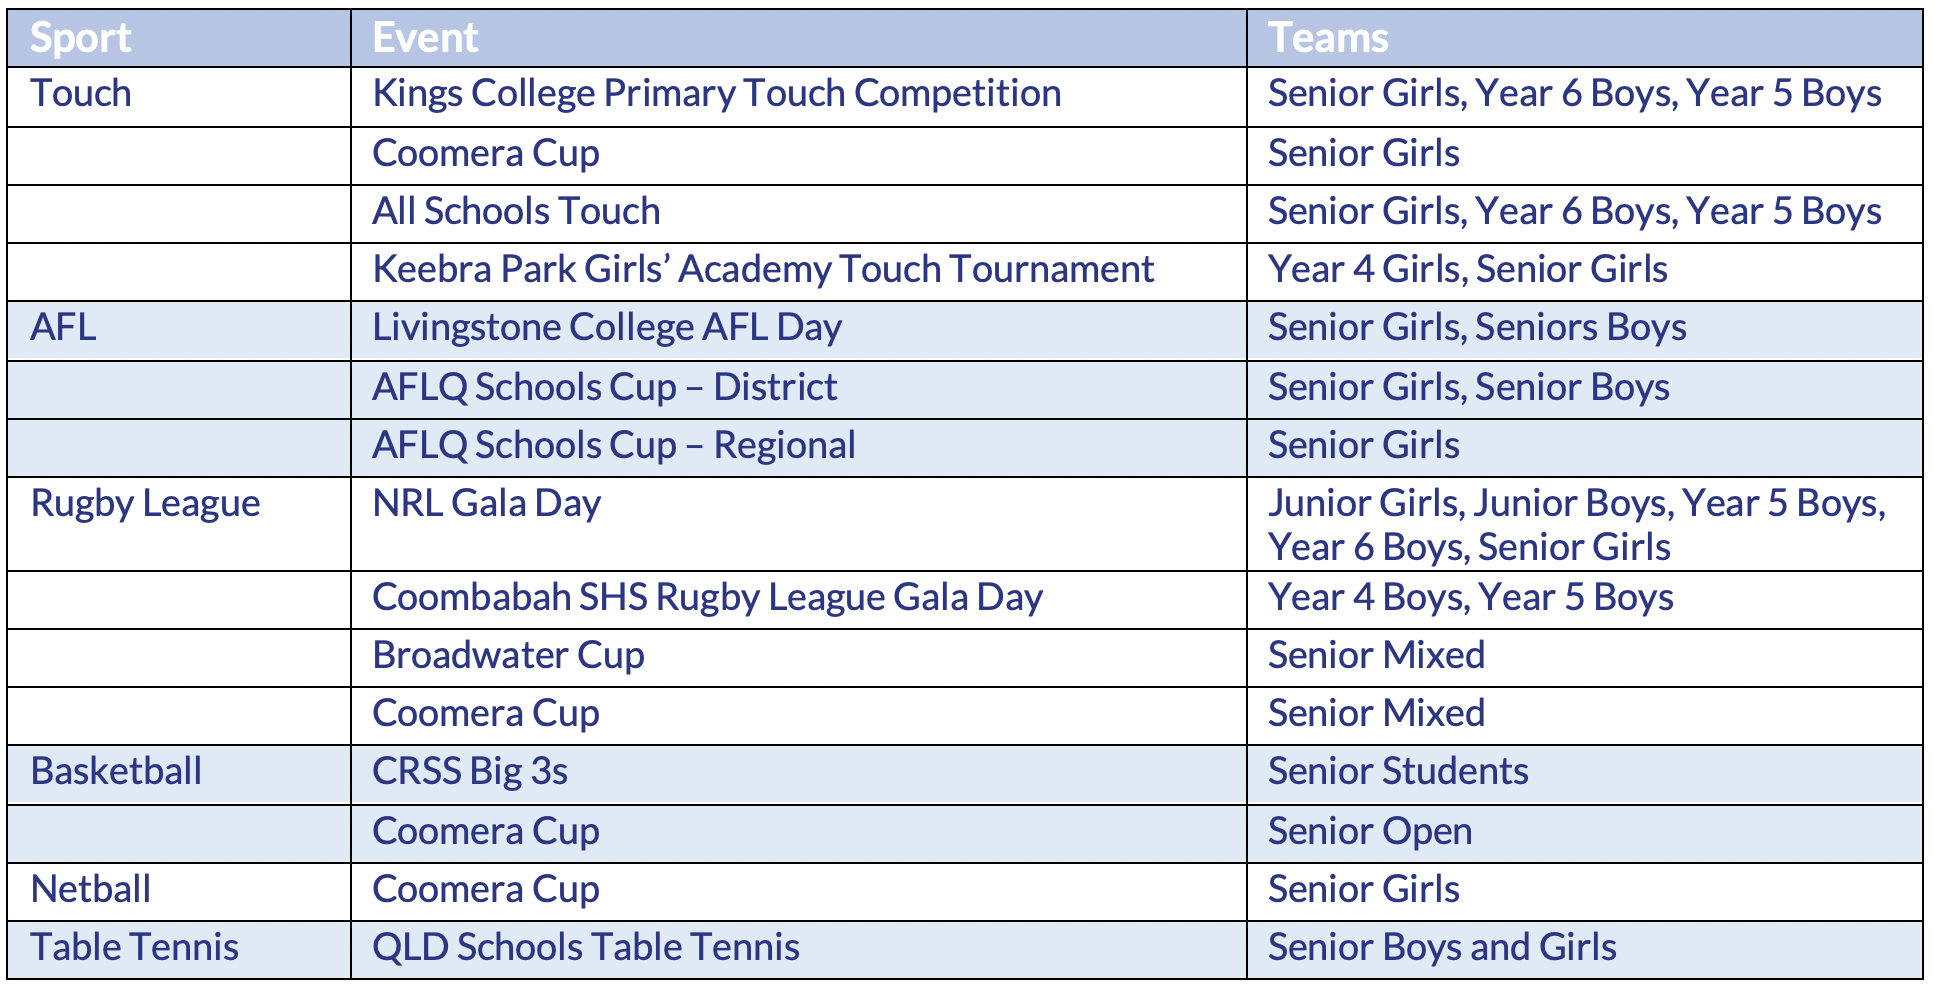 Sport Event Teams
Touch Kings College Primary Touch Competition Senior Girls, Year 6 Boys, Year 5 Boys
Coomera Cup Senior Girls
All Schools Touch Senior Girls, Year 6 Boys, Year 5 Boys
Keebra Park Girls’ Academy Touch Tournament Year 4 Girls, Senior Girls
AFL Livingstone College AFL Day Senior Girls, Seniors Boys
AFLQ Schools Cup – District Senior Girls, Senior Boys
AFLQ Schools Cup – Regional Senior Girls
Rugby League NRL Gala Day Junior Girls, Junior Boys, Year 5 Boys,
Year 6 Boys, Senior Girls
Coombabah SHS Rugby League Gala Day Year 4 Boys, Year 5 Boys
Broadwater Cup Senior Mixed
Coomera Cup Senior Mixed
Basketball CRSS Big 3s Senior Students
Coomera Cup Senior Open
Netball Coomera Cup Senior Girls
Table Tennis QLD Schools Table Tennis Senior Boys and Girls